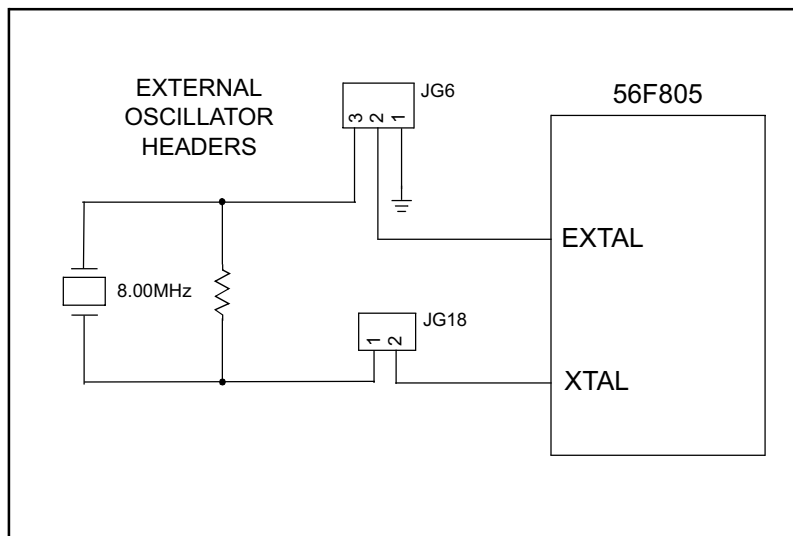 EXTERNAL
OSCILLATOR
HEADERS
JG6
3 2 1
56F805
EXTAL
8.00MHz
JG18
1 2
XTAL